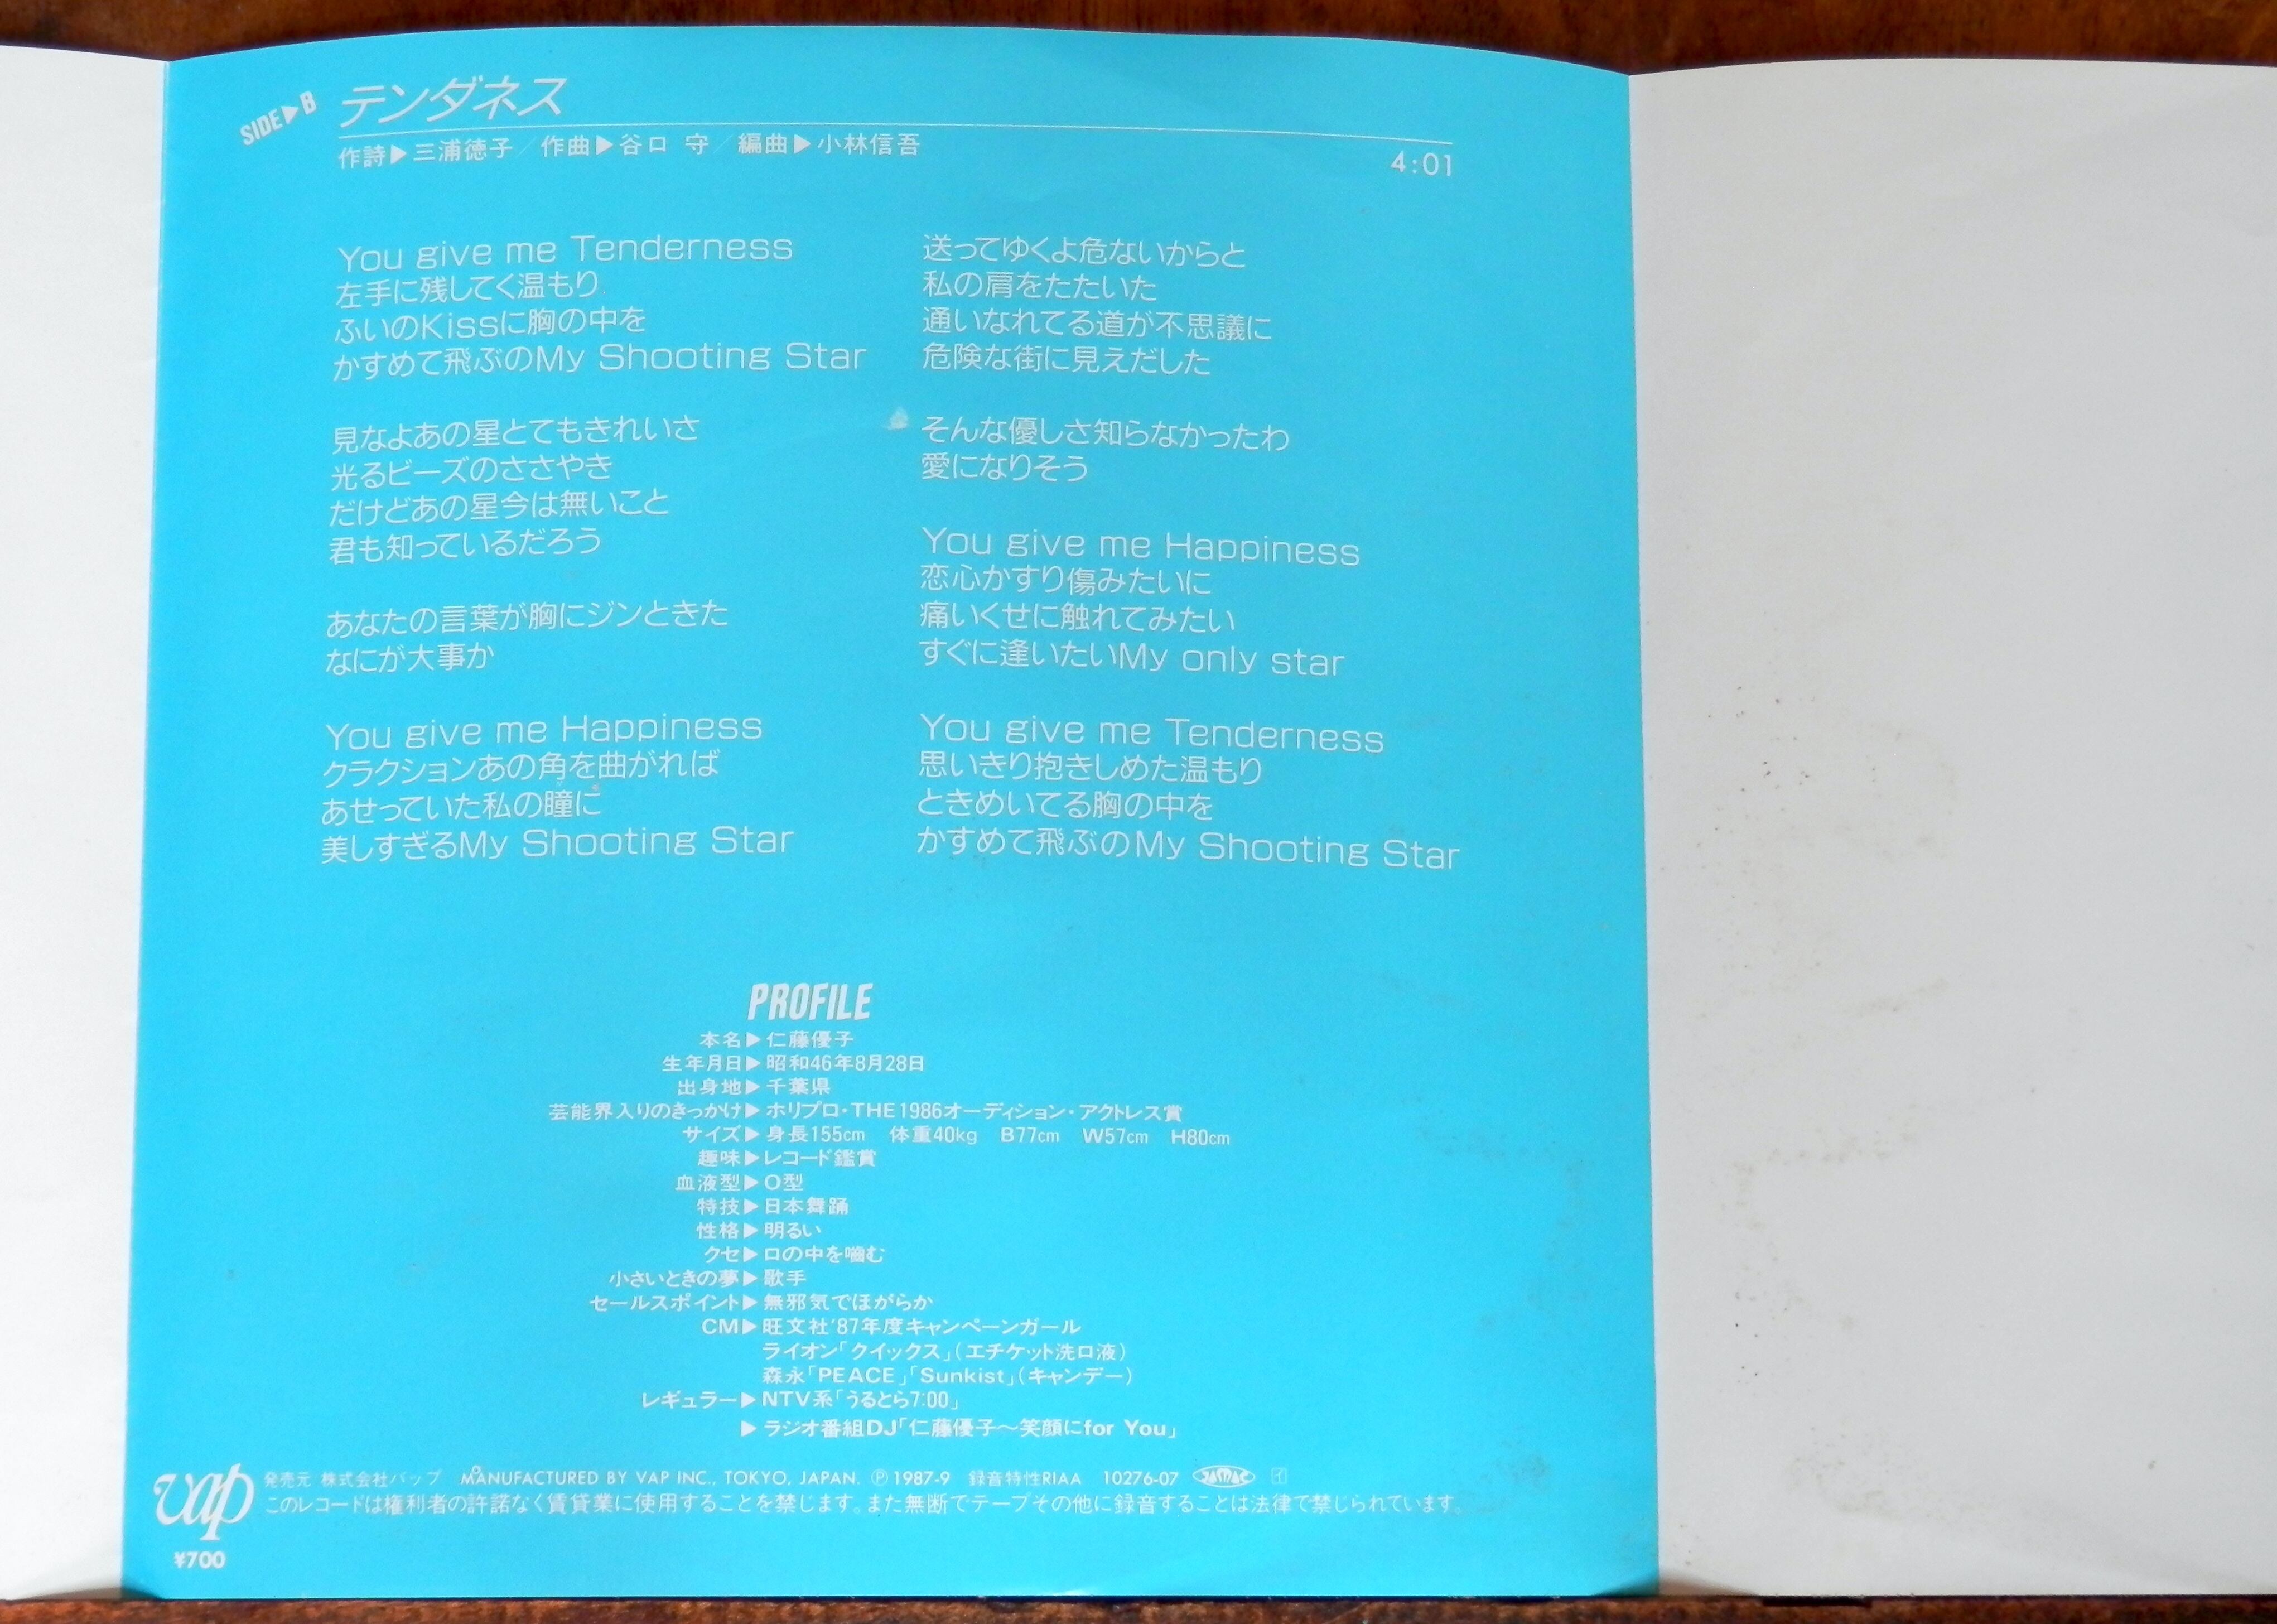 SIDE▶B
テンダネス
作詩▶三浦徳子／作曲▶谷口 守／編曲▶小林信吾
4:01
You give me Tenderness
左手に残してく温もり
ふいのKissに胸の中を
かすめて飛ぶのMy Shooting Star
見なよあの星とてもきれいさ
光るビーズのささやき
だけどあの星今は無いこと
君も知っているだろう
あなたの言葉が胸にジンときた
なにが大事か
You give me Happiness
クラクションあの角を曲がれば
あせっていた私の瞳に
美しすぎるMy Shooting Star
送ってゆくよ危ないからと
私の肩をたたいた
通いなれてる道が不思議に
危険な街に見えだした
そんな優しさ知らなかったわ
愛になりそう
You give me Happiness
恋心かすり傷みたいに
痛いくせに触れてみたい
すぐに逢いたいMy only star
You give me Tenderness
思いきり抱きしめた温もり
ときめいてる胸の中を
かすめて飛ぶのMy Shooting Star
PROFILE
本名▶仁藤優子
生年月日▶昭和46年8月28日
出身地▶千葉県
芸能界入りのきっかけ▶ホリプロ・THE1986オーディション・アクトレス賞
サイズ▶身長155cm 体重40kg B77cm W57cm H80cm
趣味▶レコード鑑賞
血液型▶O型
特技▶日本舞踊
性格▶明るい
クセ▶口の中を噛む
小さいときの夢▶歌手
セールスポイント▶無邪気でほがらか
CM▶旺文社'87年度キャンペーンガール
ライオン「クイックス」（エチケット洗口液）
森永「PEACE」「Sunkist」（キャンデー）
レギュラー▶NTV系「うるとら7:00」
▶ラジオ番組DJ「仁藤優子〜笑顔にfor You」
vap
発売元 株式会社バップ MANUFACTURED BY VAP INC., TOKYO, JAPAN. Ⓟ1987-9 録音特性RIAA 10276-07 JASRAC イ
このレコードは権利者の許諾なく賃貸業に使用することを禁じます。また無断でテープその他に録音することは法律で禁じられています。
¥700